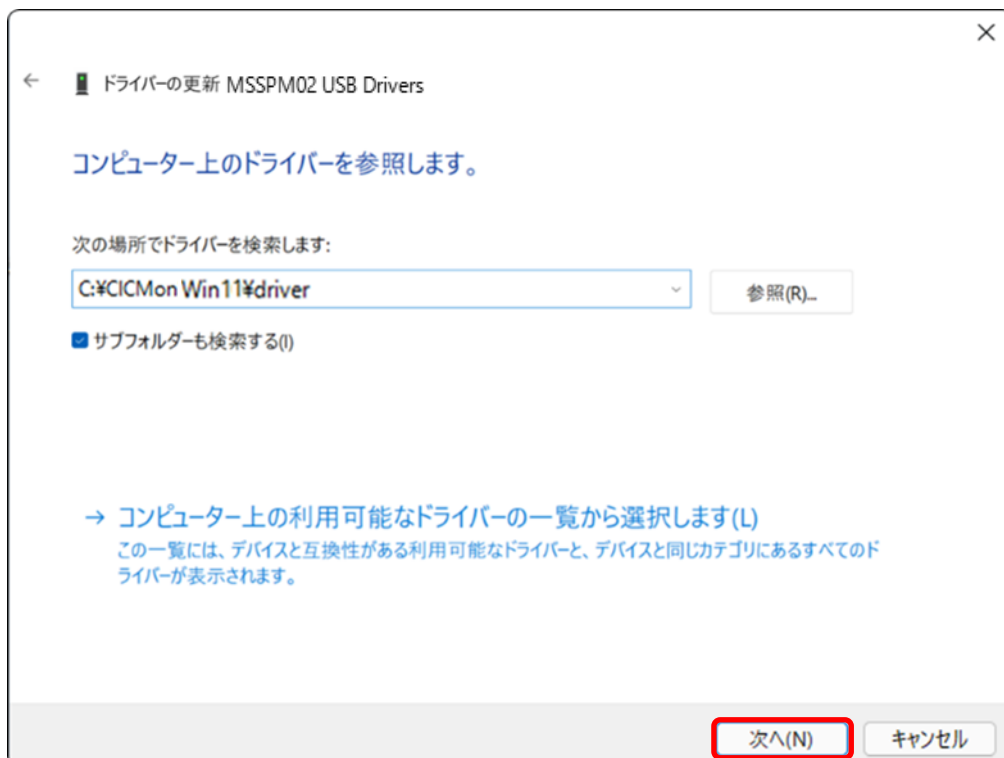 ドライバーの更新 MSSPM02 USB Drivers
コンピューター上のドライバーを参照します。
次の場所でドライバーを検索します:
C:¥CICMon Win11¥driver
参照(R)...
サブフォルダーも検索する(I)
→ コンピューター上の利用可能なドライバーの一覧から選択します(L)
この一覧には、デバイスと互換性がある利用可能なドライバーと、デバイスと同じカテゴリにあるすべてのド
ライバーが表示されます。
次へ(N)
キャンセル